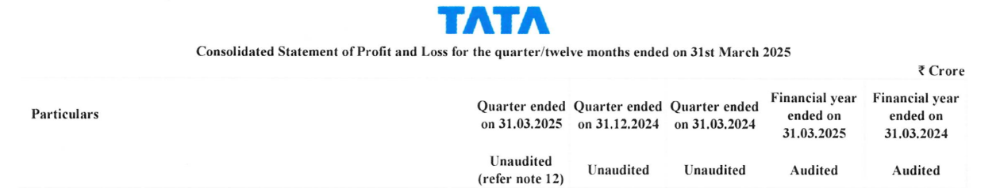 TATA
Consolidated Statement of Profit and Loss for the quarter/twelve months ended on 31st March 2025
₹ Crore
Particulars
Quarter ended on 31.03.2025
Quarter ended on 31.12.2024
Quarter ended on 31.03.2024
Financial year ended on 31.03.2025
Financial year ended on 31.03.2024
Unaudited (refer note 12)
Unaudited
Unaudited
Audited
Audited